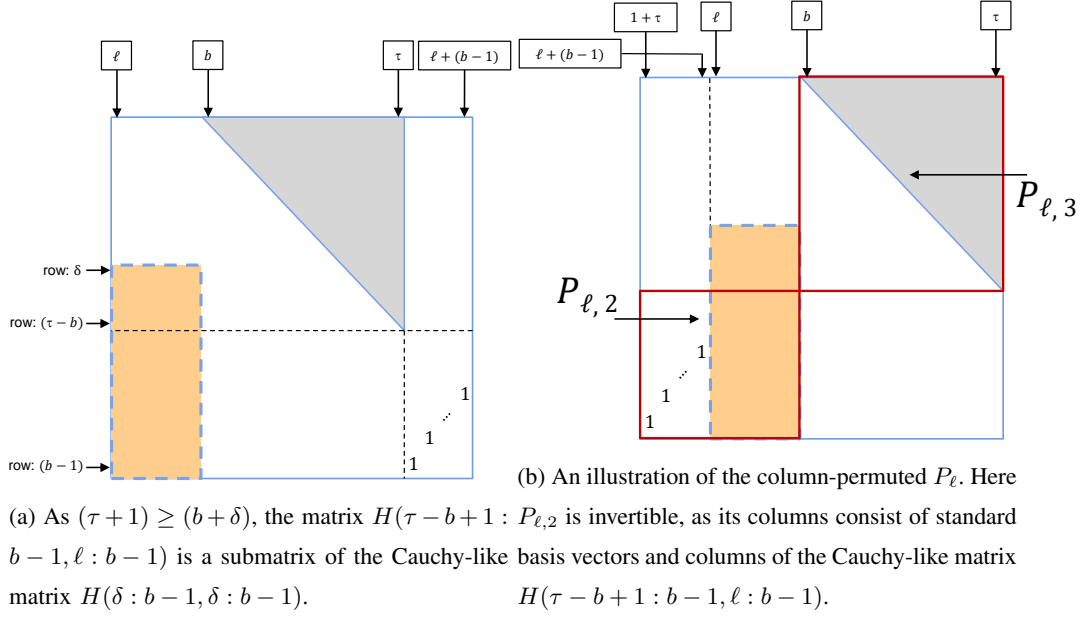 ℓ
b
τ
ℓ + (b−1)
row: δ
row: (τ − b)
row: (b − 1)
1
1
⋰
1
1 + τ
ℓ
b
τ
ℓ + (b−1)
P_{ℓ, 3}
P_{ℓ, 2}
1
⋰
1
1
(b) An illustration of the column-permuted P_ℓ. Here
P_{ℓ,2} is invertible, as its columns consist of standard
basis vectors and columns of the Cauchy-like matrix
H(τ − b + 1 : b − 1, ℓ : b − 1).
(a) As (τ + 1) ≥ (b + δ), the matrix H(τ − b + 1 :
b − 1, ℓ : b − 1) is a submatrix of the Cauchy-like
matrix H(δ : b − 1, δ : b − 1).